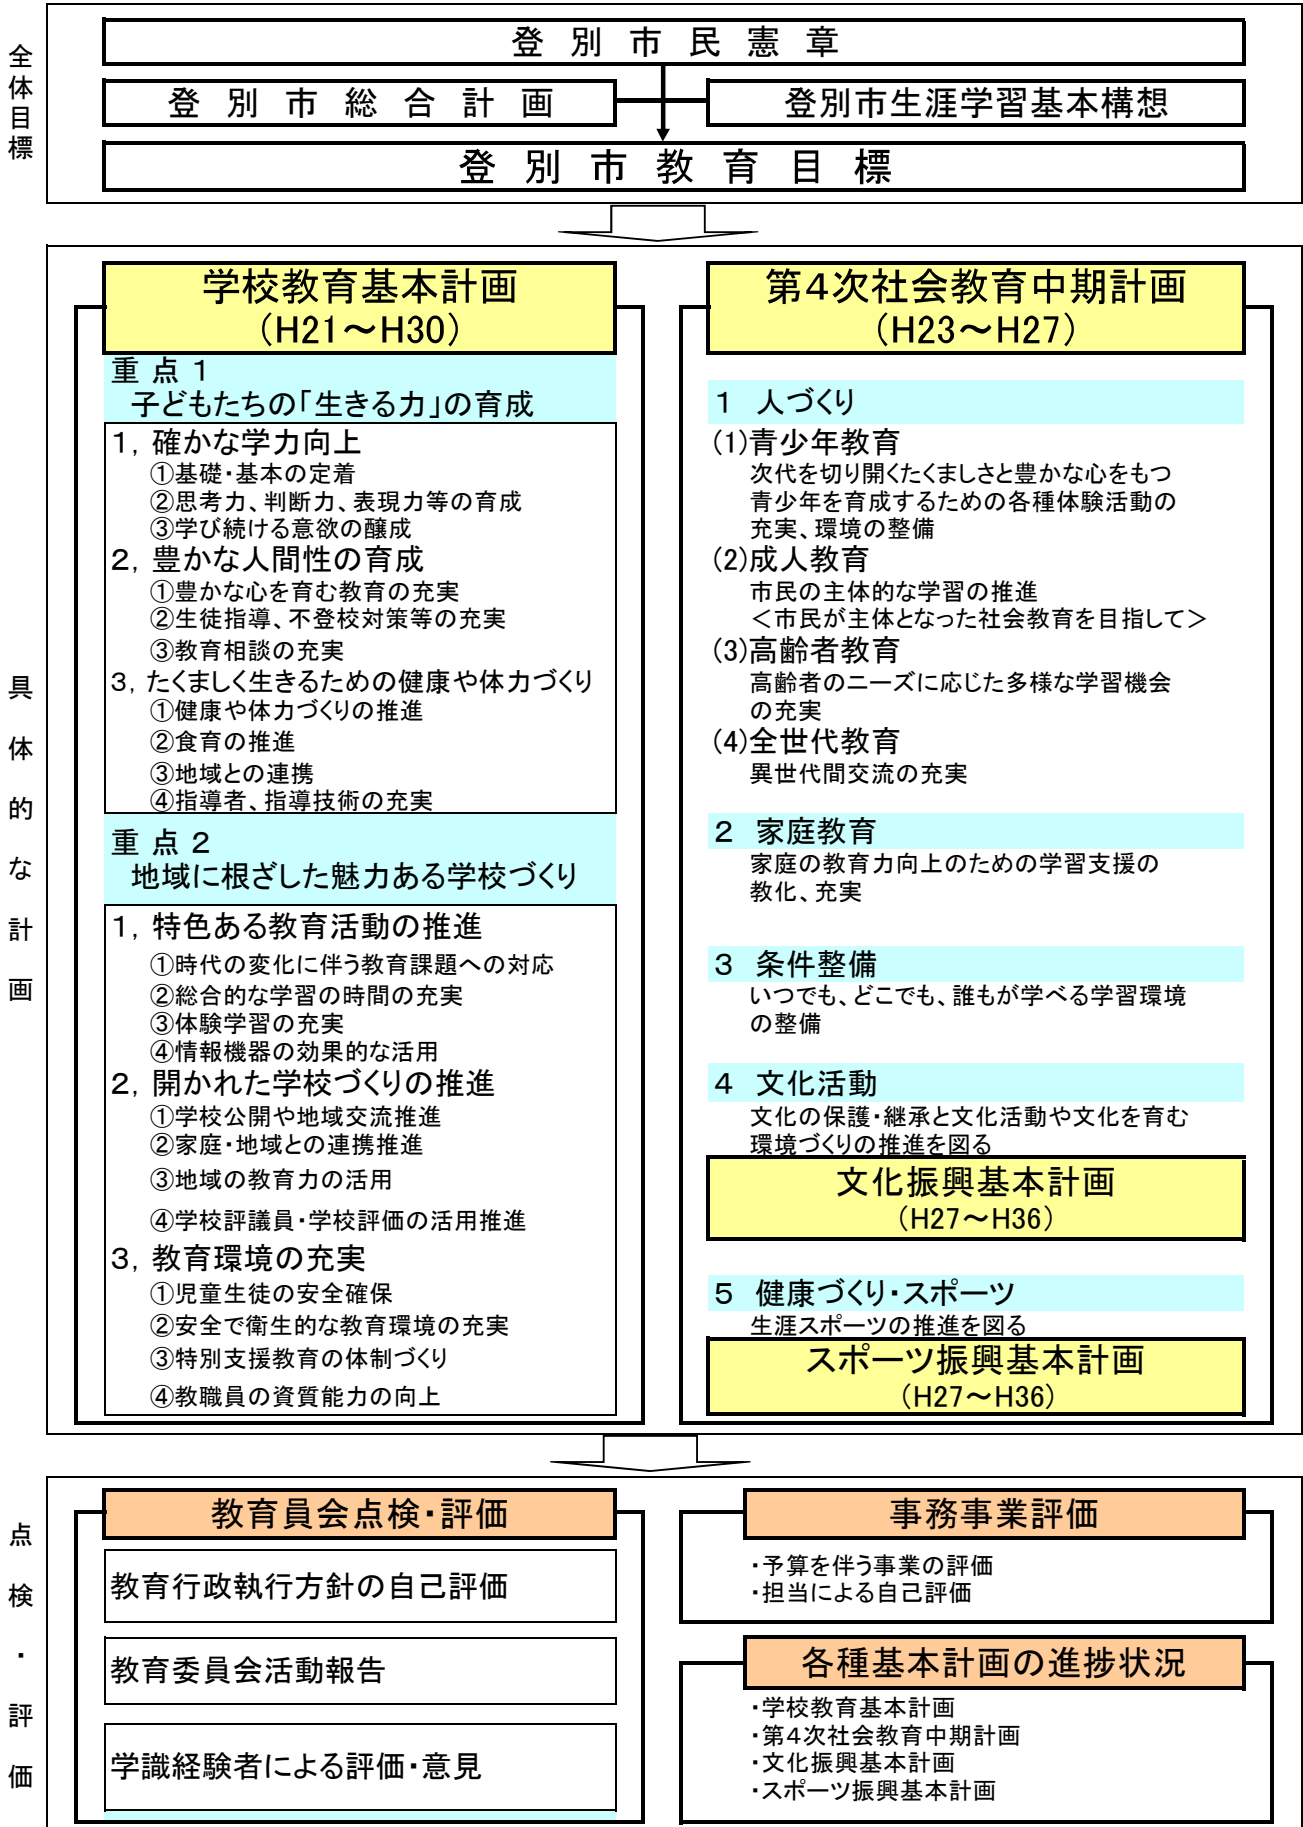 全体目標
登別市民憲章
登別市総合計画
登別市生涯学習基本構想
登別市教育目標
具体的な計画
学校教育基本計画
(H21～H30)
重点1
子どもたちの「生きる力」の育成
1，確かな学力向上
①基礎・基本の定着
②思考力、判断力、表現力等の育成
③学び続ける意欲の醸成
2，豊かな人間性の育成
①豊かな心を育む教育の充実
②生徒指導、不登校対策等の充実
③教育相談の充実
3，たくましく生きるための健康や体力づくり
①健康や体力づくりの推進
②食育の推進
③地域との連携
④指導者、指導技術の充実
重点2
地域に根ざした魅力ある学校づくり
1，特色ある教育活動の推進
①時代の変化に伴う教育課題への対応
②総合的な学習の時間の充実
③体験学習の充実
④情報機器の効果的な活用
2，開かれた学校づくりの推進
①学校公開や地域交流推進
②家庭・地域との連携推進
③地域の教育力の活用
④学校評議員・学校評価の活用推進
3，教育環境の充実
①児童生徒の安全確保
②安全で衛生的な教育環境の充実
③特別支援教育の体制づくり
④教職員の資質能力の向上
第4次社会教育中期計画
(H23～H27)
1 人づくり
(1)青少年教育
次代を切り開くたくましさと豊かな心をもつ
青少年を育成するための各種体験活動の
充実、環境の整備
(2)成人教育
市民の主体的な学習の推進
＜市民が主体となった社会教育を目指して＞
(3)高齢者教育
高齢者のニーズに応じた多様な学習機会
の充実
(4)全世代教育
異世代間交流の充実
2 家庭教育
家庭の教育力向上のための学習支援の
教化、充実
3 条件整備
いつでも、どこでも、誰もが学べる学習環境
の整備
4 文化活動
文化の保護・継承と文化活動や文化を育む
環境づくりの推進を図る
文化振興基本計画
(H27～H36)
5 健康づくり・スポーツ
生涯スポーツの推進を図る
スポーツ振興基本計画
(H27～H36)
点検・評価
教育員会点検・評価
教育行政執行方針の自己評価
教育委員会活動報告
学識経験者による評価・意見
事務事業評価
・予算を伴う事業の評価
・担当による自己評価
各種基本計画の進捗状況
・学校教育基本計画
・第4次社会教育中期計画
・文化振興基本計画
・スポーツ振興基本計画